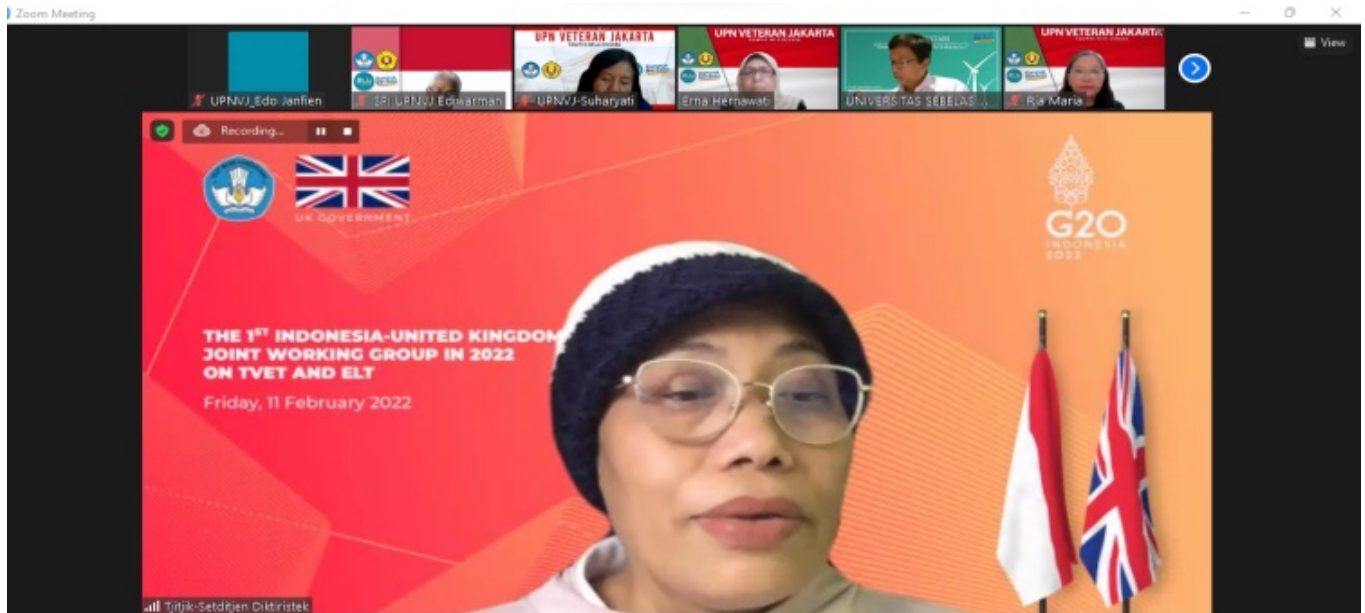 Zoom Meeting
View
UPN VETERAN JAKARTA
UPN VETERAN JAKARTA
UPN VETERAN JAKARTA
UPNVJ_Edo Janfien
SRI UPNVJ Ediwarman
UPNVJ-Suharyati
Erna Hernawati
UNIVERSITAS SEBELAS ...
Ria Maria
Recording...
UK GOVERNMENT
G20
INDONESIA
2022
THE 1ST INDONESIA-UNITED KINGDOM
JOINT WORKING GROUP IN 2022
ON TVET AND ELT
Friday, 11 February 2022
Tjitjik-Setditjen Diktiristek